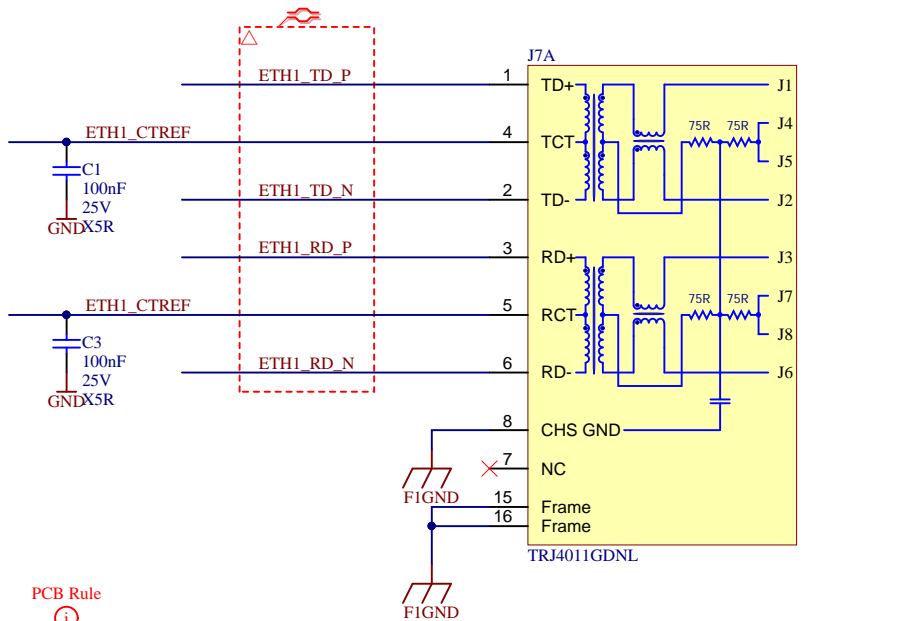 J7A
ETH1_TD_P
1
TD+
J1
ETH1_CTREF
4
TCT
75R
75R
J4
J5
C1
100nF
25V
X5R
GND
ETH1_TD_N
2
TD-
J2
ETH1_RD_P
3
RD+
J3
ETH1_CTREF
5
RCT
75R
75R
J7
J8
C3
100nF
25V
X5R
GND
ETH1_RD_N
6
RD-
J6
8
CHS GND
F1GND
7
NC
15
Frame
16
Frame
TRJ4011GDNL
F1GND
PCB Rule
i